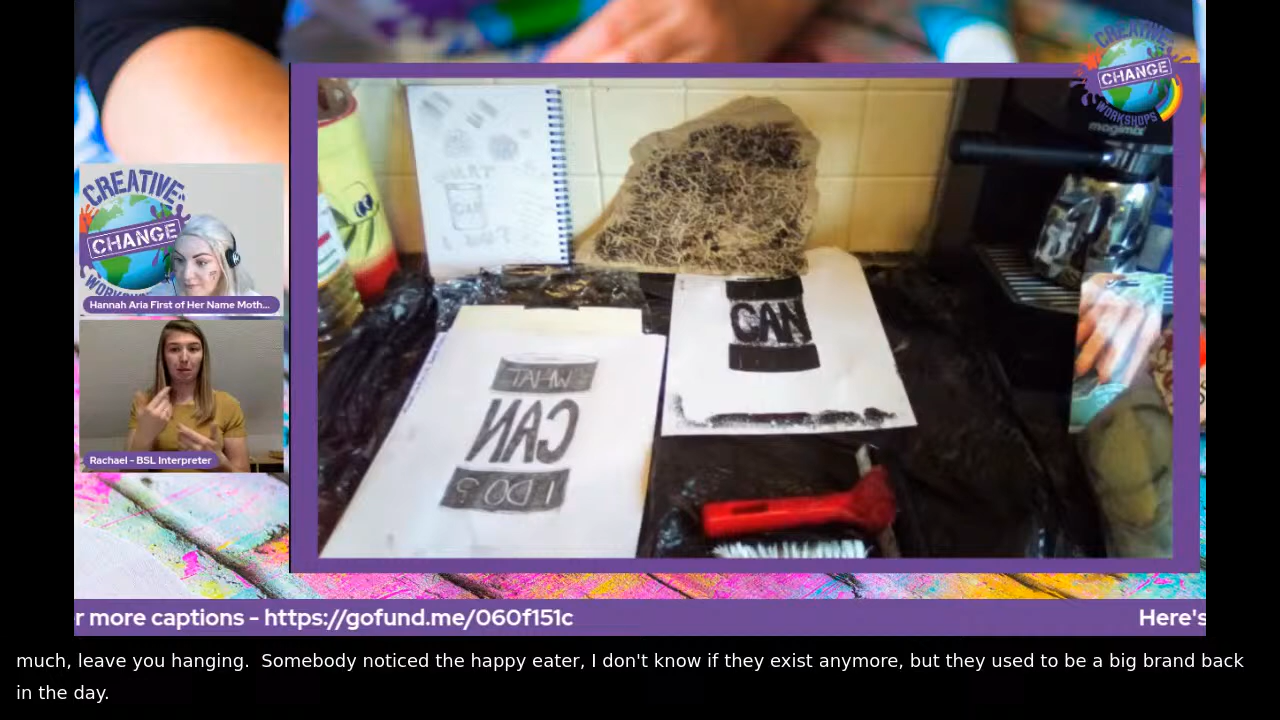 CREATIVE
CHANGE
WORKSHOPS
magimix
CREATIVE
CHANGE
Hannah Aria First of Her Name Moth...
Rachael - BSL Interpreter
CAN
CAN
WHAT
CAN
I DO?
r more captions - https://gofund.me/060f151c
Here's
much, leave you hanging.  Somebody noticed the happy eater, I don't know if they exist anymore, but they used to be a big brand back
in the day.